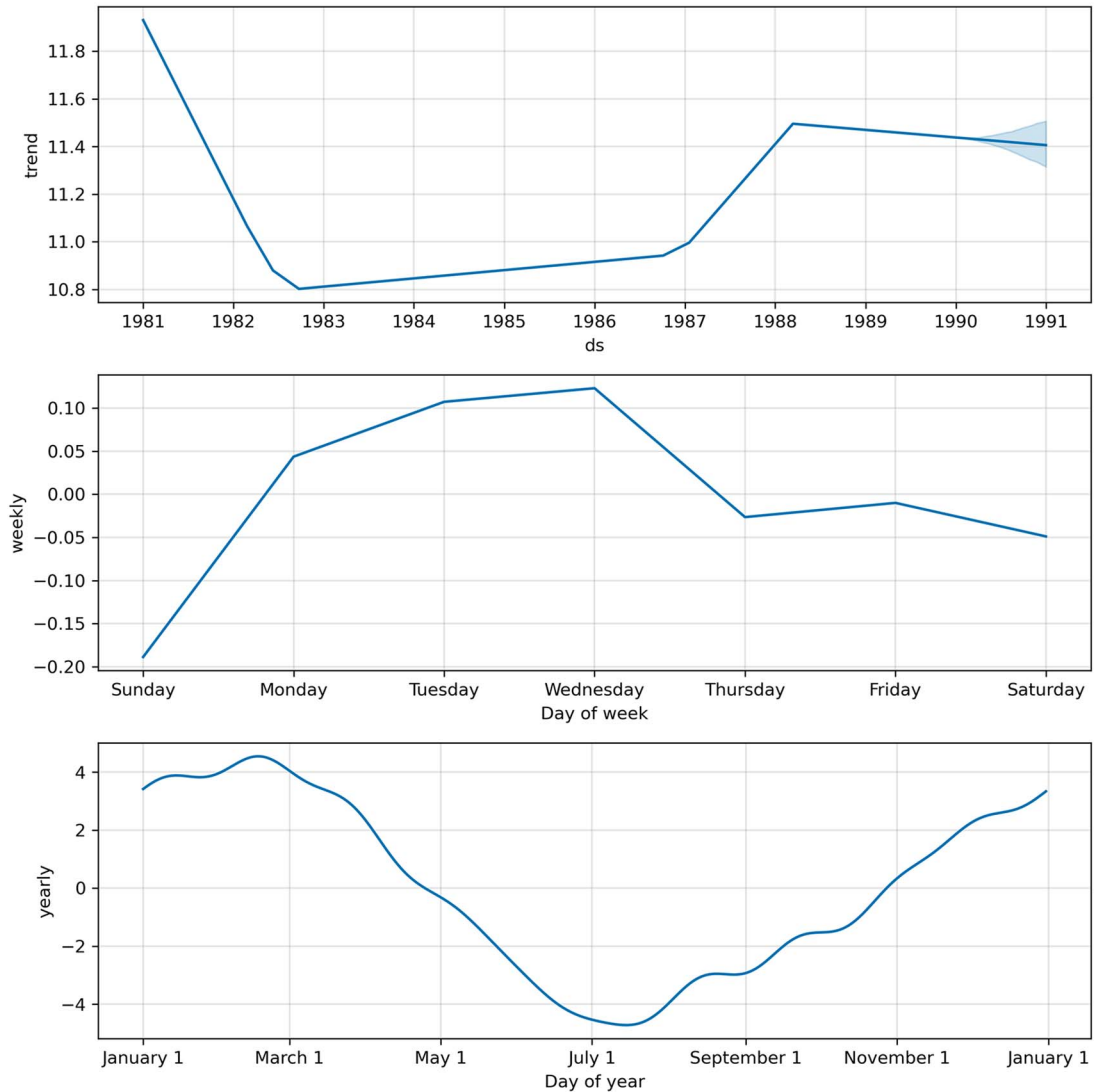 trend
11.8
11.6
11.4
11.2
11.0
10.8
1981 1982 1983 1984 1985 1986 1987 1988 1989 1990 1991
ds
weekly
0.10
0.05
0.00
−0.05
−0.10
−0.15
−0.20
Sunday Monday Tuesday Wednesday Thursday Friday Saturday
Day of week
yearly
4
2
0
−2
−4
January 1 March 1 May 1 July 1 September 1 November 1 January 1
Day of year